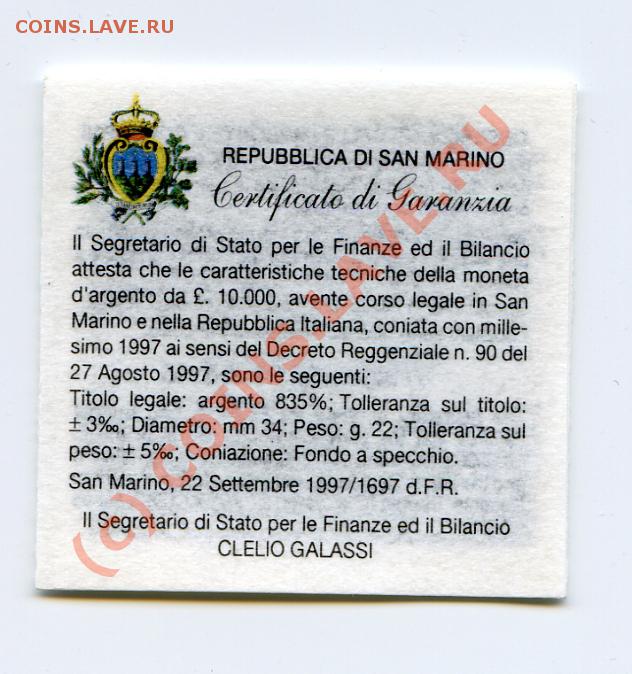 COINS.LAVE.RU
REPUBBLICA DI SAN MARINO
Certificato di Garanzia
Il Segretario di Stato per le Finanze ed il Bilancio
attesta che le caratteristiche tecniche della moneta
d'argento da £. 10.000, avente corso legale in San
Marino e nella Repubblica Italiana, coniata con mille-
simo 1997 ai sensi del Decreto Reggenziale n. 90 del
27 Agosto 1997, sono le seguenti:
Titolo legale: argento 835%; Tolleranza sul titolo:
± 3‰; Diametro: mm 34; Peso: g. 22; Tolleranza sul
peso: ± 5‰; Coniazione: Fondo a specchio.
San Marino, 22 Settembre 1997/1697 d.F.R.
Il Segretario di Stato per le Finanze ed il Bilancio
CLELIO GALASSI
(c) COINS.LAVE.RU